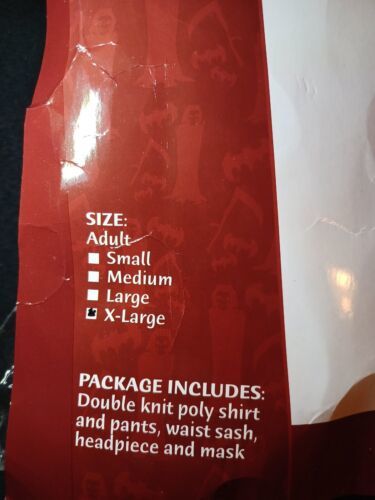 SIZE:
Adult
Small
Medium
Large
X-Large
PACKAGE INCLUDES:
Double knit poly shirt
and pants, waist sash,
headpiece and mask